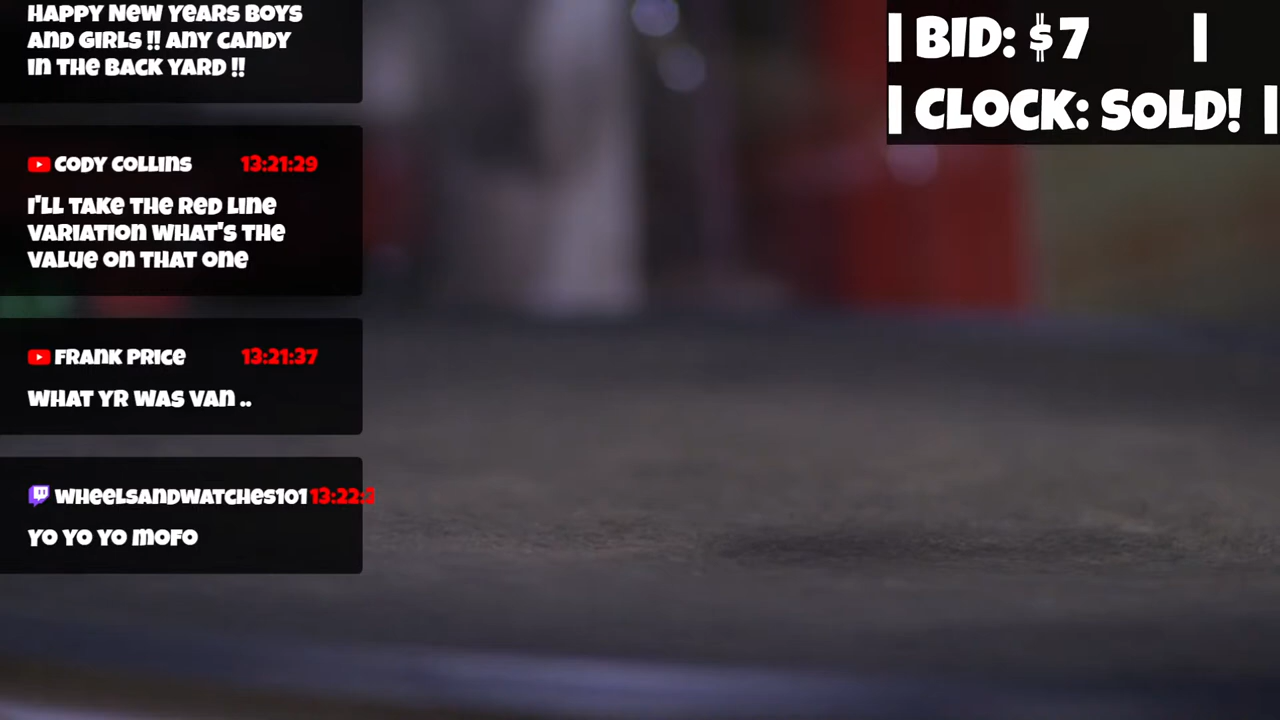 HAPPY NEW YEARS BOYS
AND GIRLS !! ANY CANDY
IN THE BACK YARD !!
CODY COLLINS 13:21:29
I'LL TAKE THE RED LINE
VARIATION WHAT'S THE
VALUE ON THAT ONE
FRANK PRICE 13:21:37
WHAT YR WAS VAN ..
WHEELSANDWATCHES101 13:22:
YO YO YO MOFO
| BID: $7 |
| CLOCK: SOLD! |